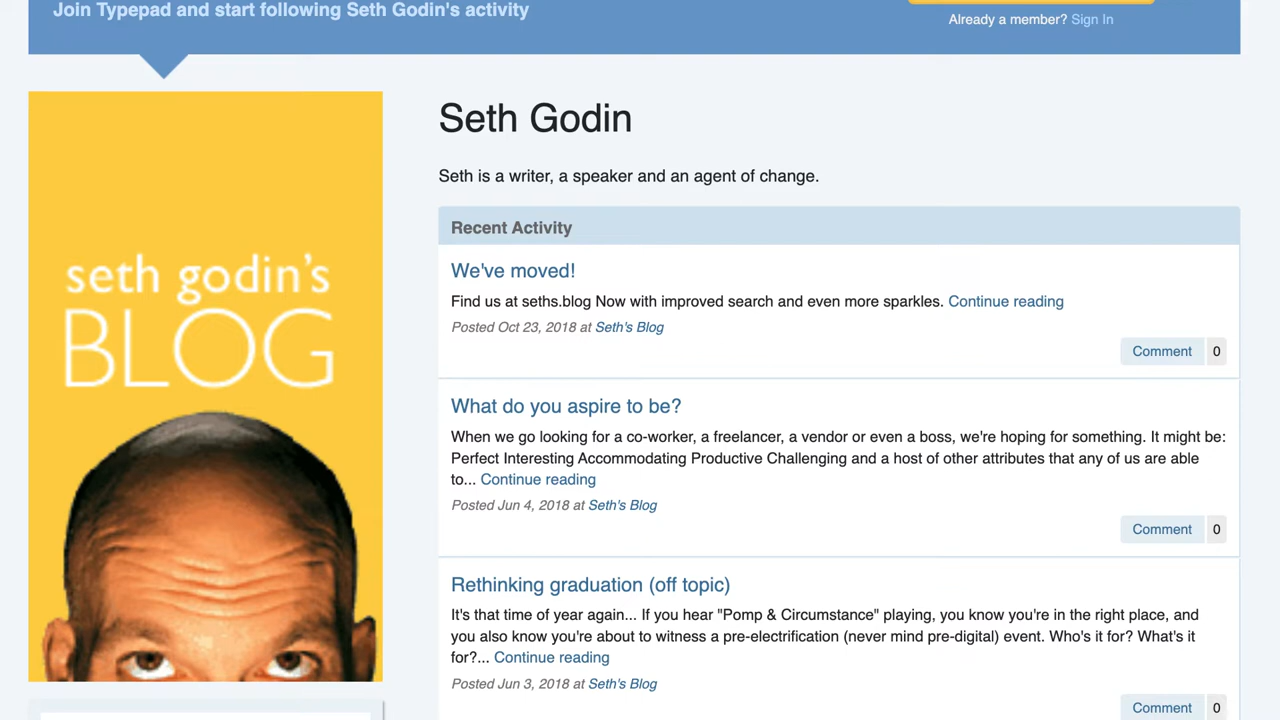 Join Typepad and start following Seth Godin's activity
Already a member? Sign In
seth godin's
BLOG
Seth Godin
Seth is a writer, a speaker and an agent of change.
Recent Activity
We've moved!
Find us at seths.blog Now with improved search and even more sparkles. Continue reading
Posted Oct 23, 2018 at Seth's Blog
Comment 0
What do you aspire to be?
When we go looking for a co-worker, a freelancer, a vendor or even a boss, we're hoping for something. It might be:
Perfect Interesting Accommodating Productive Challenging and a host of other attributes that any of us are able
to... Continue reading
Posted Jun 4, 2018 at Seth's Blog
Comment 0
Rethinking graduation (off topic)
It's that time of year again... If you hear "Pomp & Circumstance" playing, you know you're in the right place, and
you also know you're about to witness a pre-electrification (never mind pre-digital) event. Who's it for? What's it
for?... Continue reading
Posted Jun 3, 2018 at Seth's Blog
Comment 0